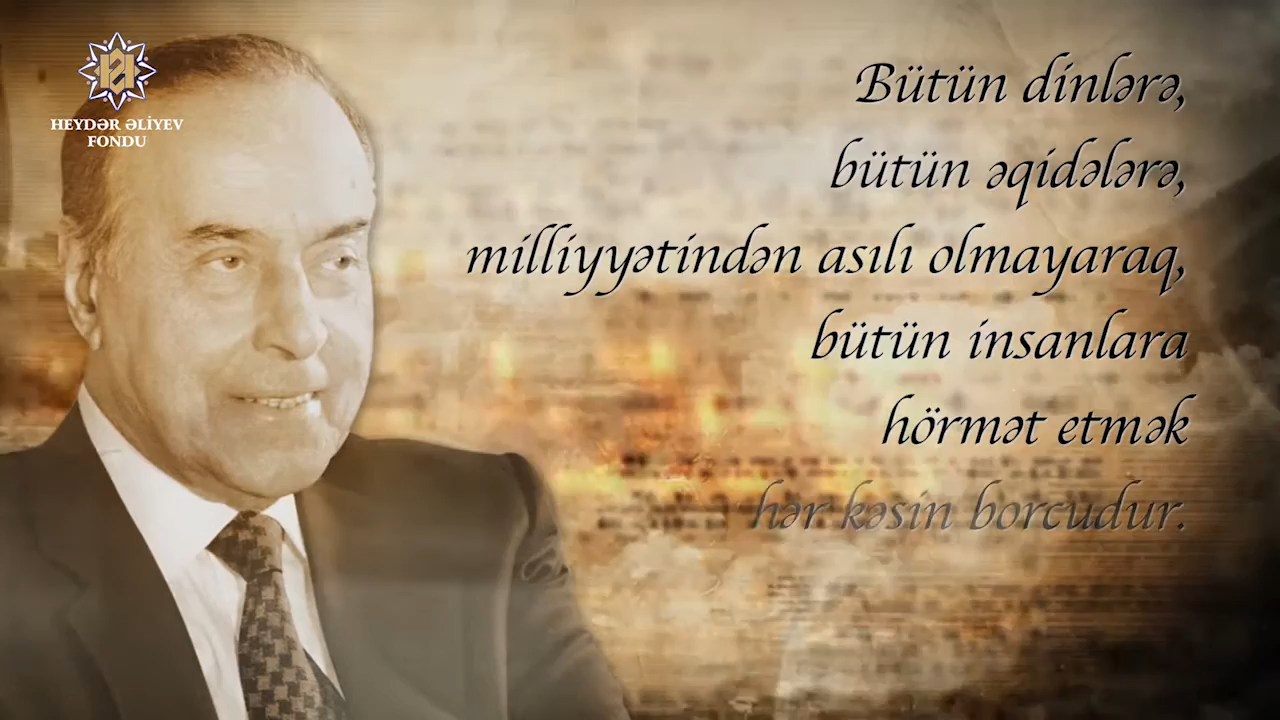 HEYDƏR ƏLİYEV
FONDU
Bütün dinlərə,
bütün əqidələrə,
milliyyətindən asılı olmayaraq,
bütün insanlara
hörmət etmək
hər kəsin borcudur.